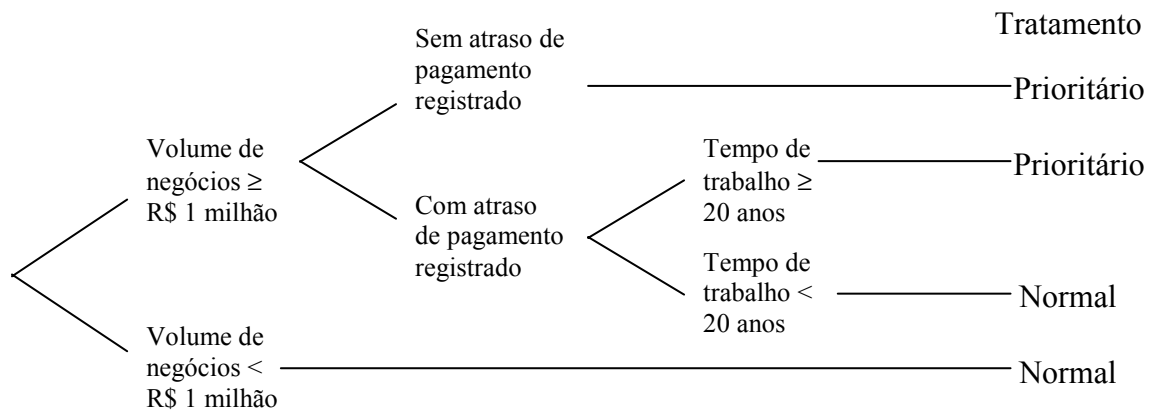 Tratamento
Sem atraso de
pagamento
registrado
Prioritário
Volume de
negócios ≥
R$ 1 milhão
Tempo de
trabalho ≥
20 anos
Prioritário
Com atraso
de pagamento
registrado
Tempo de
trabalho <
20 anos
Normal
Volume de
negócios <
R$ 1 milhão
Normal